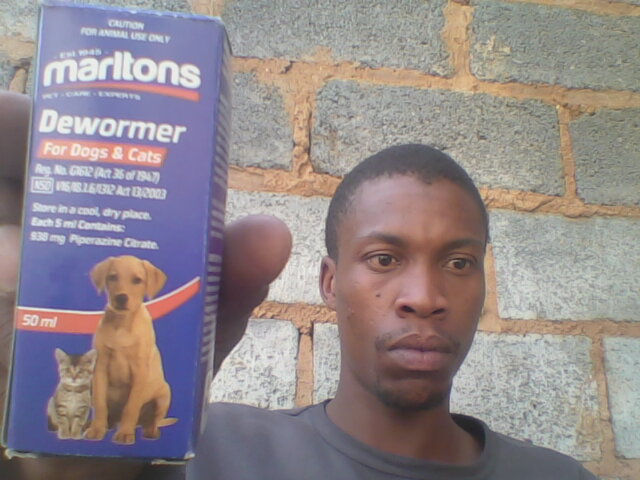 CAUTION
FOR ANIMAL USE ONLY
EST. 1945
marltons
PET - CARE - EXPERTS
Dewormer
For Dogs & Cats
Reg. No. G1612 (Act 36 of 1947)
NS0 V16/18.1.6/1312 Act 13/2003
Store in a cool, dry place.
Each 5 ml Contains:
938 mg Piperazine Citrate.
50 ml